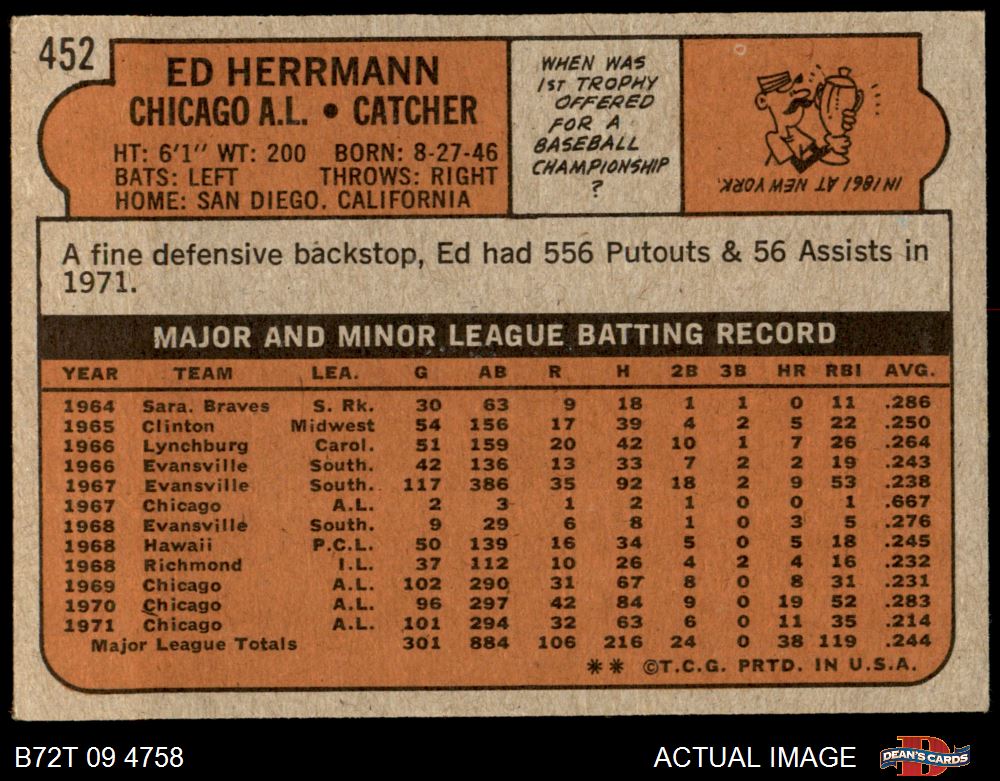 452
ED HERRMANN
CHICAGO A.L. • CATCHER
HT: 6'1" WT: 200 BORN: 8-27-46
BATS: LEFT THROWS: RIGHT
HOME: SAN DIEGO, CALIFORNIA
WHEN WAS
1ST TROPHY
OFFERED
FOR A
BASEBALL
CHAMPIONSHIP
?
IN 1861 AT NEW YORK.
A fine defensive backstop, Ed had 556 Putouts & 56 Assists in
1971.
MAJOR AND MINOR LEAGUE BATTING RECORD
YEAR TEAM LEA. G AB R H 2B 3B HR RBI AVG.
1964 Sara. Braves S. Rk. 30 63 9 18 1 1 0 11 .286
1965 Clinton Midwest 54 156 17 39 4 2 5 22 .250
1966 Lynchburg Carol. 51 159 20 42 10 1 7 26 .264
1966 Evansville South. 42 136 13 33 7 2 2 19 .243
1967 Evansville South. 117 386 35 92 18 2 9 53 .238
1967 Chicago A.L. 2 3 1 2 1 0 0 1 .667
1968 Evansville South. 9 29 6 8 1 0 3 5 .276
1968 Hawaii P.C.L. 50 139 16 34 5 0 5 18 .245
1968 Richmond I.L. 37 112 10 26 4 2 4 16 .232
1969 Chicago A.L. 102 290 31 67 8 0 8 31 .231
1970 Chicago A.L. 96 297 42 84 9 0 19 52 .283
1971 Chicago A.L. 101 294 32 63 6 0 11 35 .214
Major League Totals 301 884 106 216 24 0 38 119 .244
** ©T.C.G. PRTD. IN U.S.A.
B72T 09 4758
ACTUAL IMAGE
D
DEAN'S CARDS